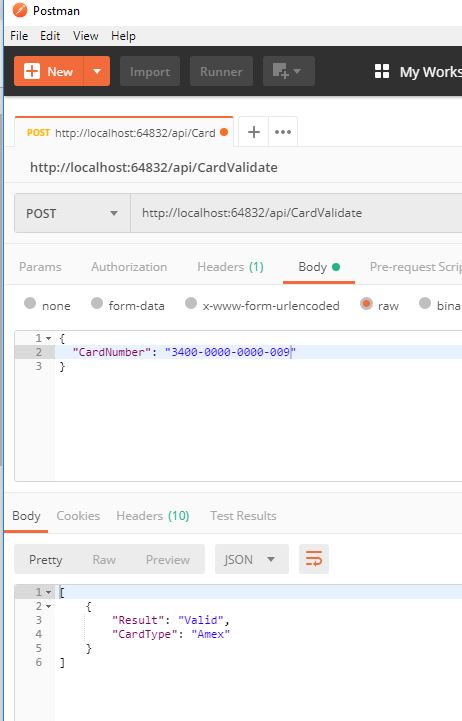 Postman
File Edit View Help
New Import Runner My Works
POST http://localhost:64832/api/Card
http://localhost:64832/api/CardValidate
POST http://localhost:64832/api/CardValidate
Params Authorization Headers (1) Body Pre-request Scrip
none form-data x-www-form-urlencoded raw bina
1 {
2 "CardNumber": "3400-0000-0000-009"
3 }
Body Cookies Headers (10) Test Results
Pretty Raw Preview JSON
1 [
2 {
3 "Result": "Valid",
4 "CardType": "Amex"
5 }
6 ]